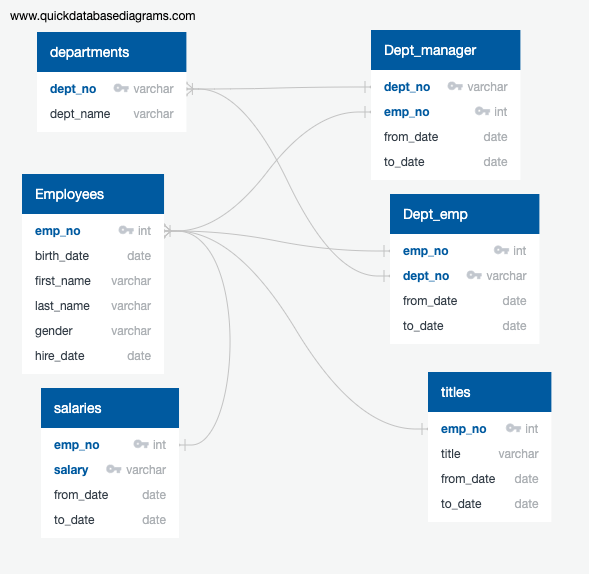 www.quickdatabasediagrams.com
departments
dept_no varchar
dept_name varchar
Dept_manager
dept_no varchar
emp_no int
from_date date
to_date date
Employees
emp_no int
birth_date date
first_name varchar
last_name varchar
gender varchar
hire_date date
Dept_emp
emp_no int
dept_no varchar
from_date date
to_date date
salaries
emp_no int
salary varchar
from_date date
to_date date
titles
emp_no int
title varchar
from_date date
to_date date